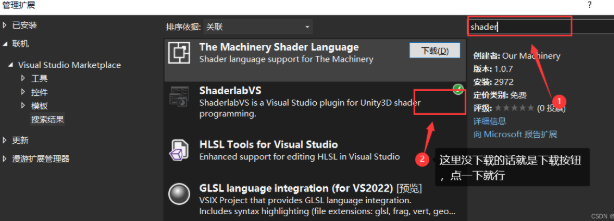 管理扩展
?
已安装
联机
Visual Studio Marketplace
工具
控件
模板
搜索结果
更新
漫游扩展管理器
排序依据: 关联
The Machinery Shader Language
Shader language support for The Machinery
下载(D)
ShaderlabVS
ShaderlabVS is a Visual Studio plugin for Unity3D shader
programming.
HLSL Tools for Visual Studio
Enhanced support for editing HLSL in Visual Studio
GLSL language integration (for VS2022) [预览]
VSIX Project that provides GLSL language integration.
Includes syntax highlighting (file extensions: glsl, frag, vert, geo...
shader
创建者: Our Machinery
版本: 1.0.7
安装: 2972
定价类别: 免费
评级: ★★★★★ (0 投票)
详细信息
向 Microsoft 报告扩展
1
2
这里没下载的话就是下载按钮
，点一下就行